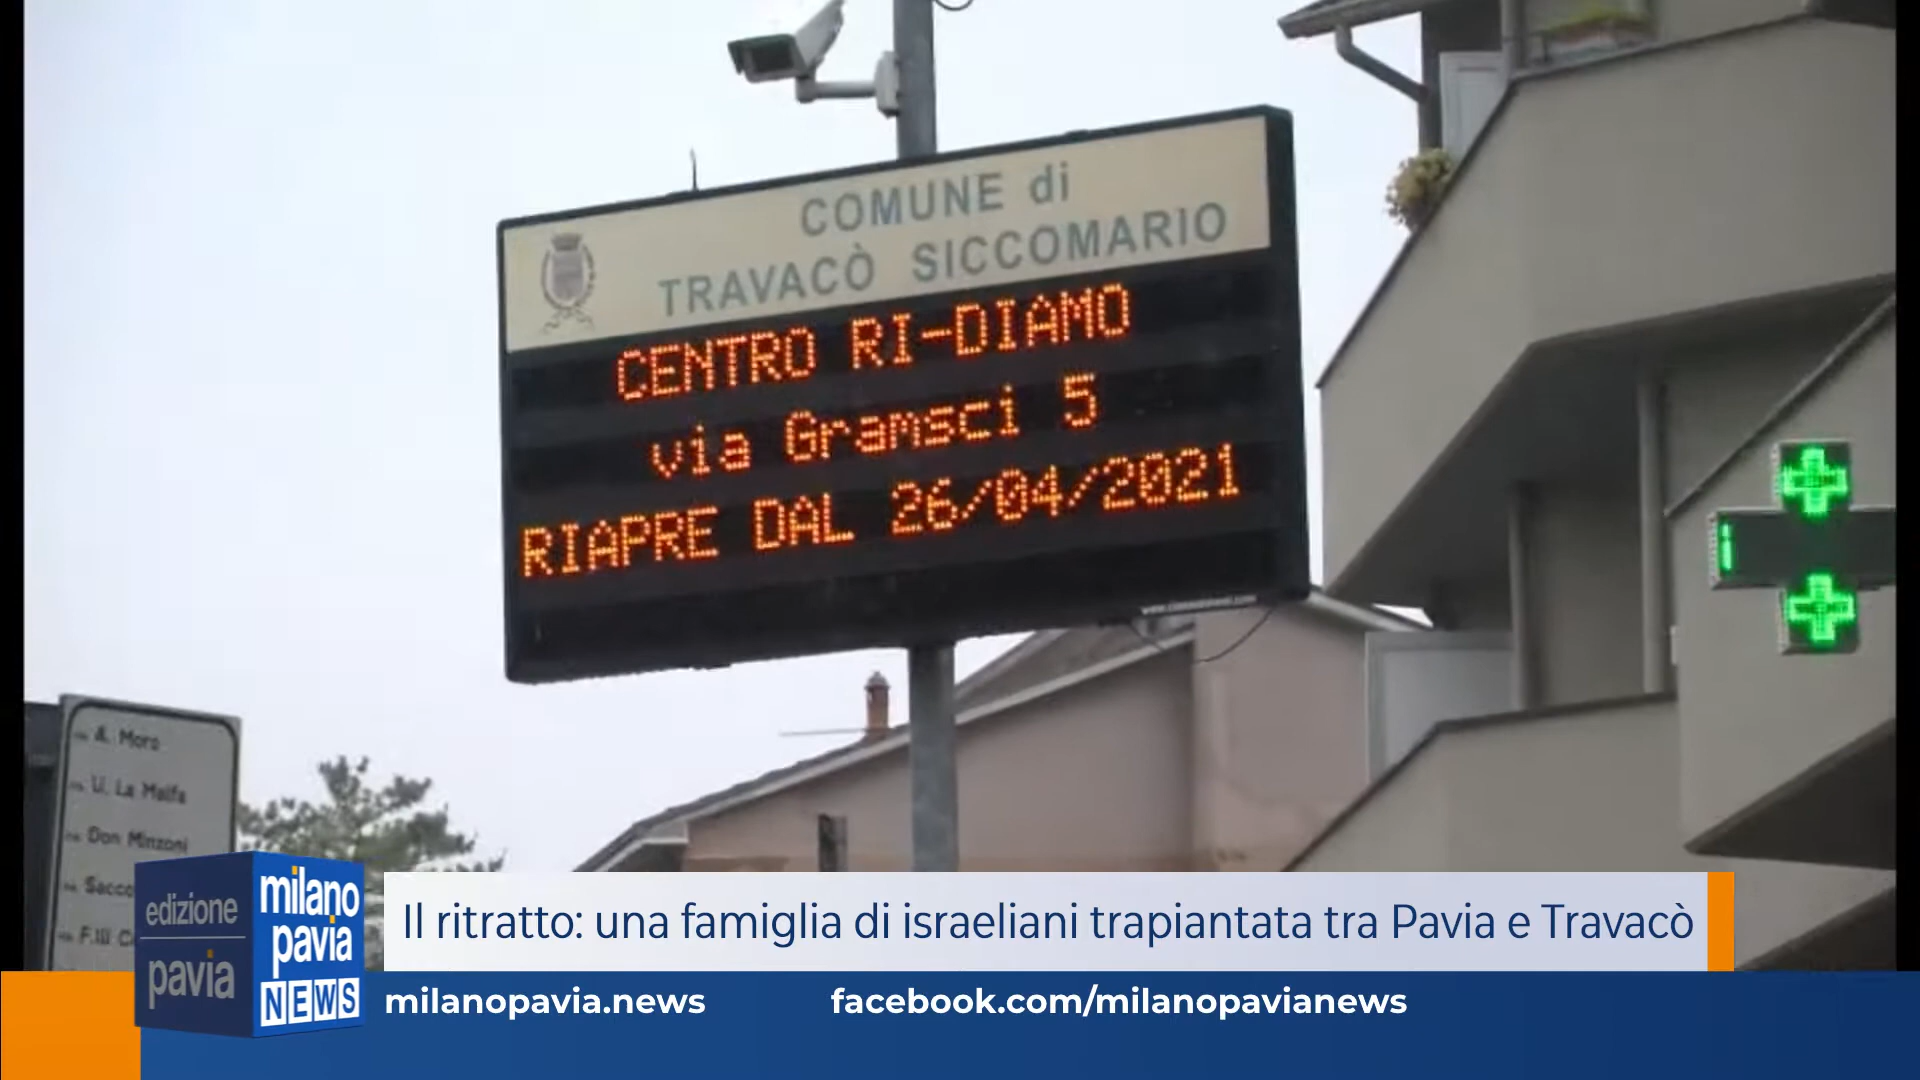 COMUNE di
TRAVACÒ SICCOMARIO
CENTRO RI-DIAMO
via Gramsci 5
RIAPRE DAL 26/04/2021
A. Moro
U. La Malfa
Don Minzoni
edizione
pavia
milano
pavia
NEWS
Il ritratto: una famiglia di israeliani trapiantata tra Pavia e Travacò
milanopavia.news
facebook.com/milanopavianews